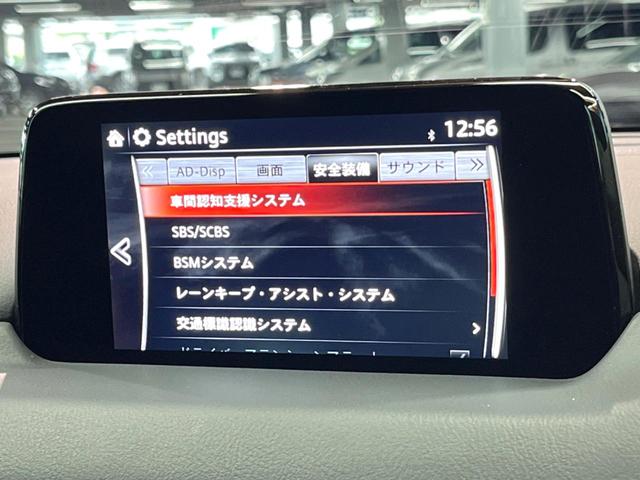 Settings 12:56
AD-Disp 画面 安全装備 サウンド
車間認知支援システム
SBS/SCBS
BSMシステム
レーンキープ・アシスト・システム
交通標識認識システム